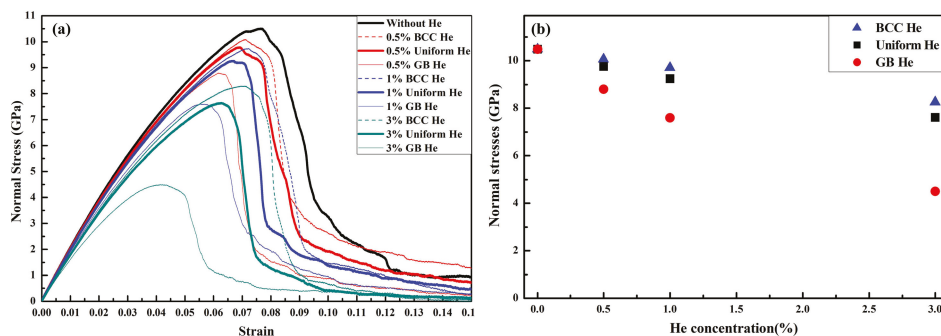 (a)
Without He
0.5% BCC He
0.5% Uniform He
0.5% GB He
1% BCC He
1% Uniform He
1% GB He
3% BCC He
3% Uniform He
3% GB He
Normal Stress (GPa)
11
10
9
8
7
6
5
4
3
2
1
0
0.00 0.01 0.02 0.03 0.04 0.05 0.06 0.07 0.08 0.09 0.10 0.11 0.12 0.13 0.14 0.1
Strain
(b)
BCC He
Uniform He
GB He
Normal stresses (GPa)
10
8
6
4
2
0
0.0 0.5 1.0 1.5 2.0 2.5 3.0
He concentration(%)